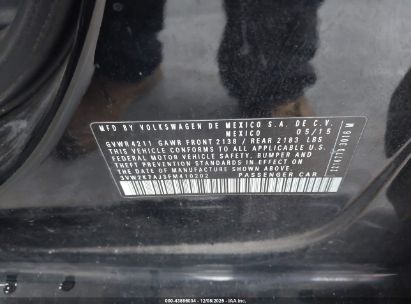 MFD BY VOLKSWAGEN DE MEXICO S.A. DE C.V.
MEXICO 05/15
GVWR 4211 GAWR FRONT 2138 / REAR 2183 LBS
THIS VEHICLE CONFORMS TO ALL APPLICABLE
FEDERAL MOTOR VEHICLE SAFETY, BUMPER AND
THEFT PREVENTION STANDARDS IN EFFECT ON
THE DATE OF MANUFACTURE SHOWN ABOVE.
3VW2K7AJ3FM410202 PASSENGER CAR